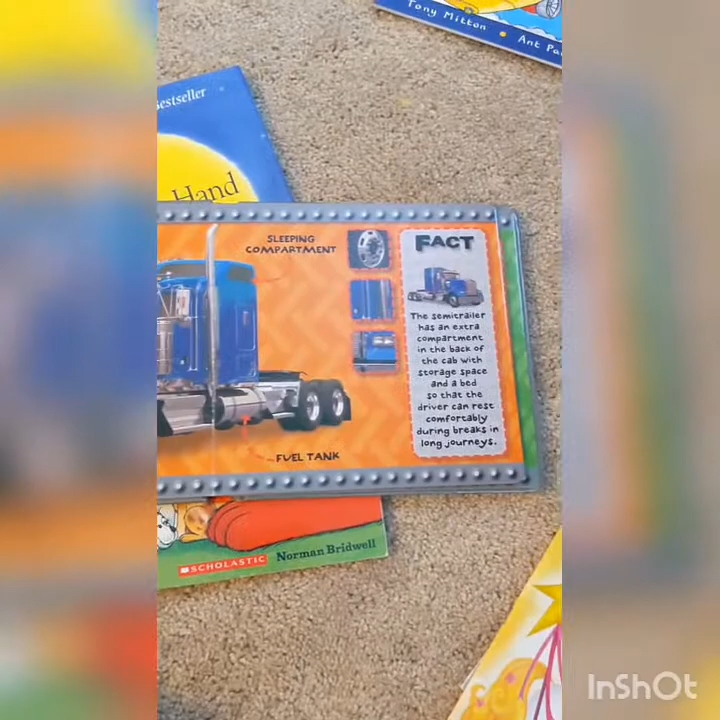 Tony Mitton • Ant Pa
Bestseller
Hand
SLEEPING
COMPARTMENT
FACT
The semitrailer
has an extra
compartment
in the back of
the cab with
storage space
and a bed
so that the
driver can rest
comfortably
during breaks in
long journeys.
FUEL TANK
SCHOLASTIC
Norman Bridwell
InShOt